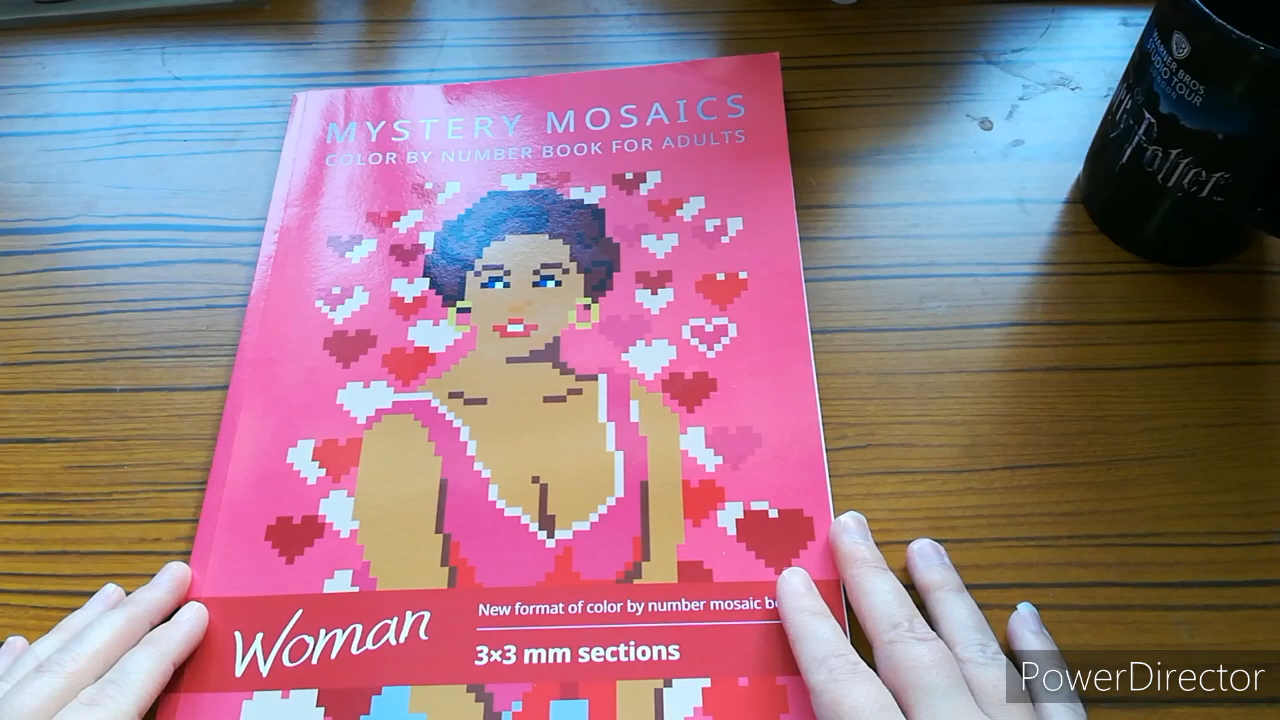 MYSTERY MOSAICS
COLOR BY NUMBER BOOK FOR ADULTS
Woman
New format of color by number mosaic
3×3 mm sections
WARNER BROS.
STUDIO TOUR
Harry Potter
PowerDirector